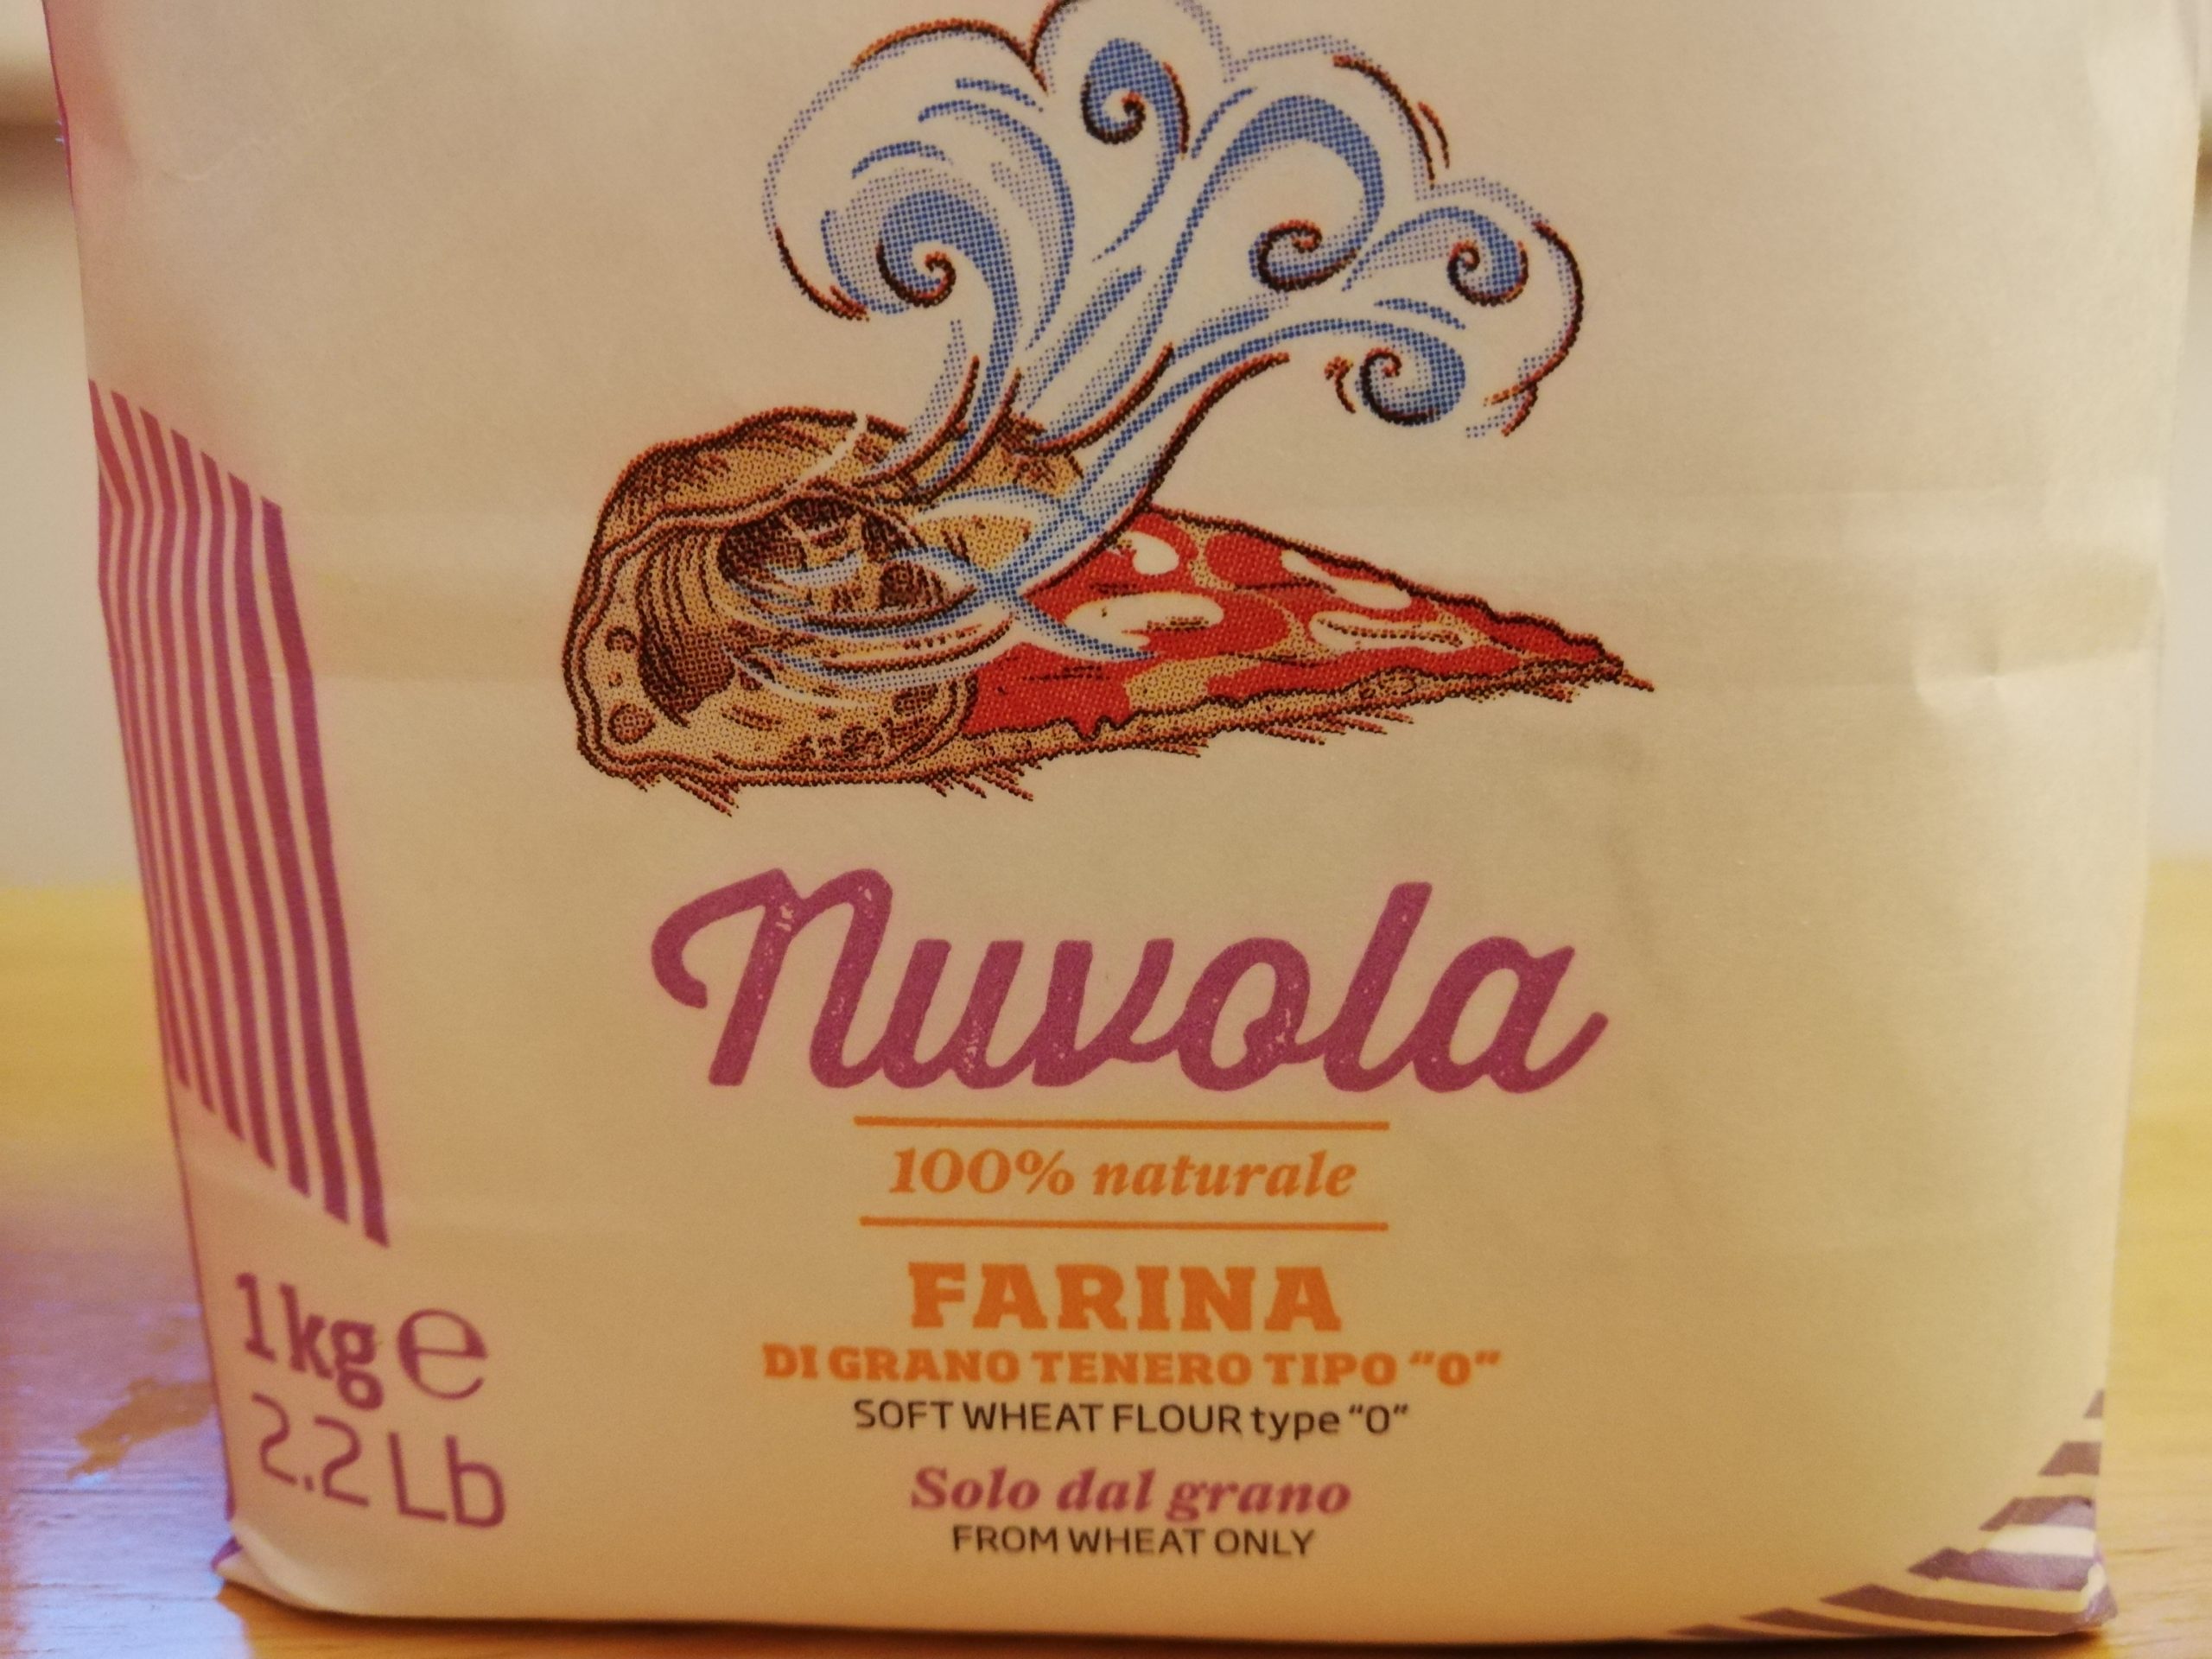 Nuvola
100% naturale
FARINA
DI GRANO TENERO TIPO "0"
SOFT WHEAT FLOUR type "0"
Solo dal grano
FROM WHEAT ONLY
1kg e
2.2 Lb